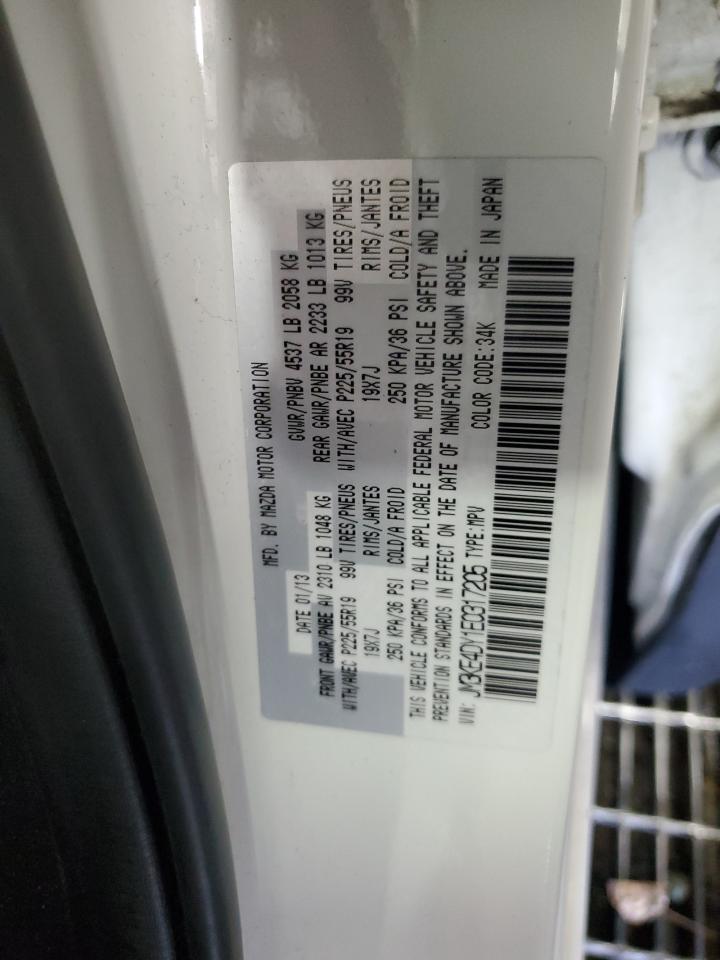 MFD. BY MAZDA MOTOR CORPORATION
DATE 01/13 GVWR/PNBV 4537 LB 2058 KG
FRONT GAWR/PNBE AV 2310 LB 1048 KG REAR GAWR/PNBE AR 2233 LB 1013 KG
WITH/AVEC P225/55R19 99V TIRES/PNEUS WITH/AVEC P225/55R19 99V TIRES/PNEUS
19X7J RIMS/JANTES 19X7J RIMS/JANTES
250 KPA/36 PSI COLD/A FROID 250 KPA/36 PSI COLD/A FROID
THIS VEHICLE CONFORMS TO ALL APPLICABLE FEDERAL MOTOR VEHICLE SAFETY AND THEFT
PREVENTION STANDARDS IN EFFECT ON THE DATE OF MANUFACTURE SHOWN ABOVE.
VIN: JM3KE4DY1E0317205 TYPE:MPV COLOR CODE:34K MADE IN JAPAN